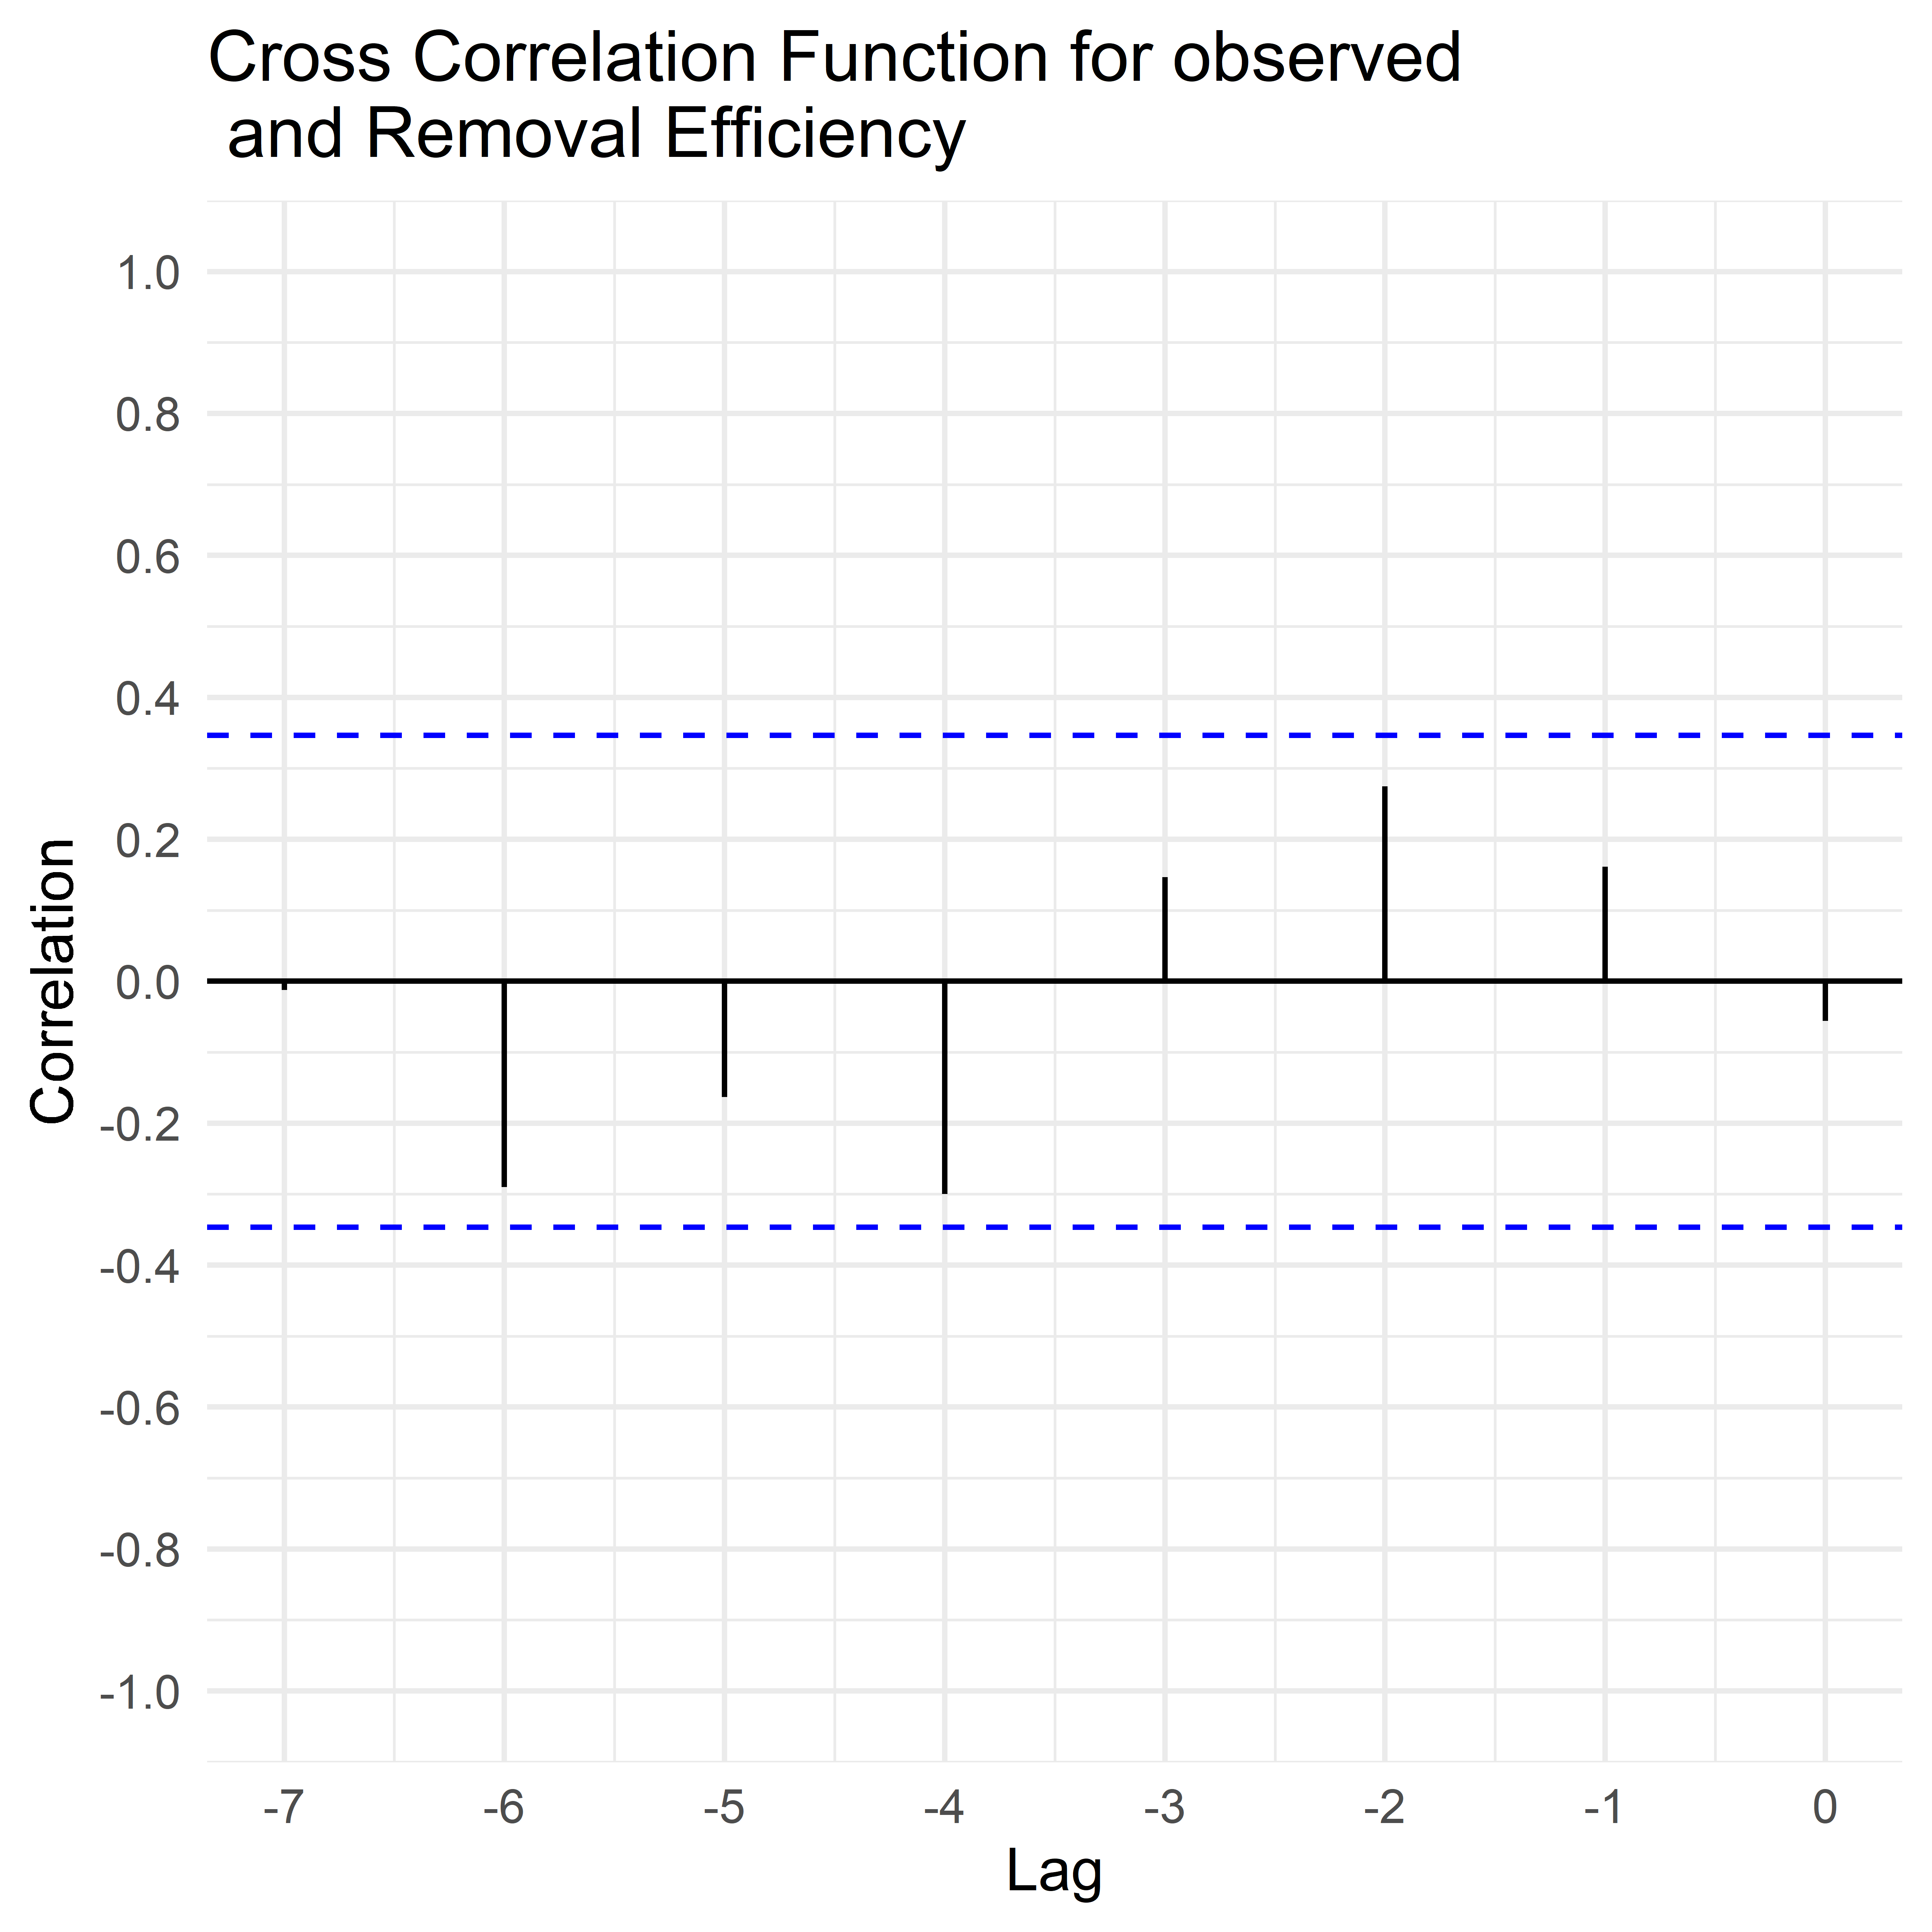 Cross Correlation Function for observed
and Removal Efficiency
1.0
0.8
0.6
0.4
0.2
0.0
-0.2
-0.4
-0.6
-0.8
-1.0
Correlation
-7 -6 -5 -4 -3 -2 -1 0
Lag